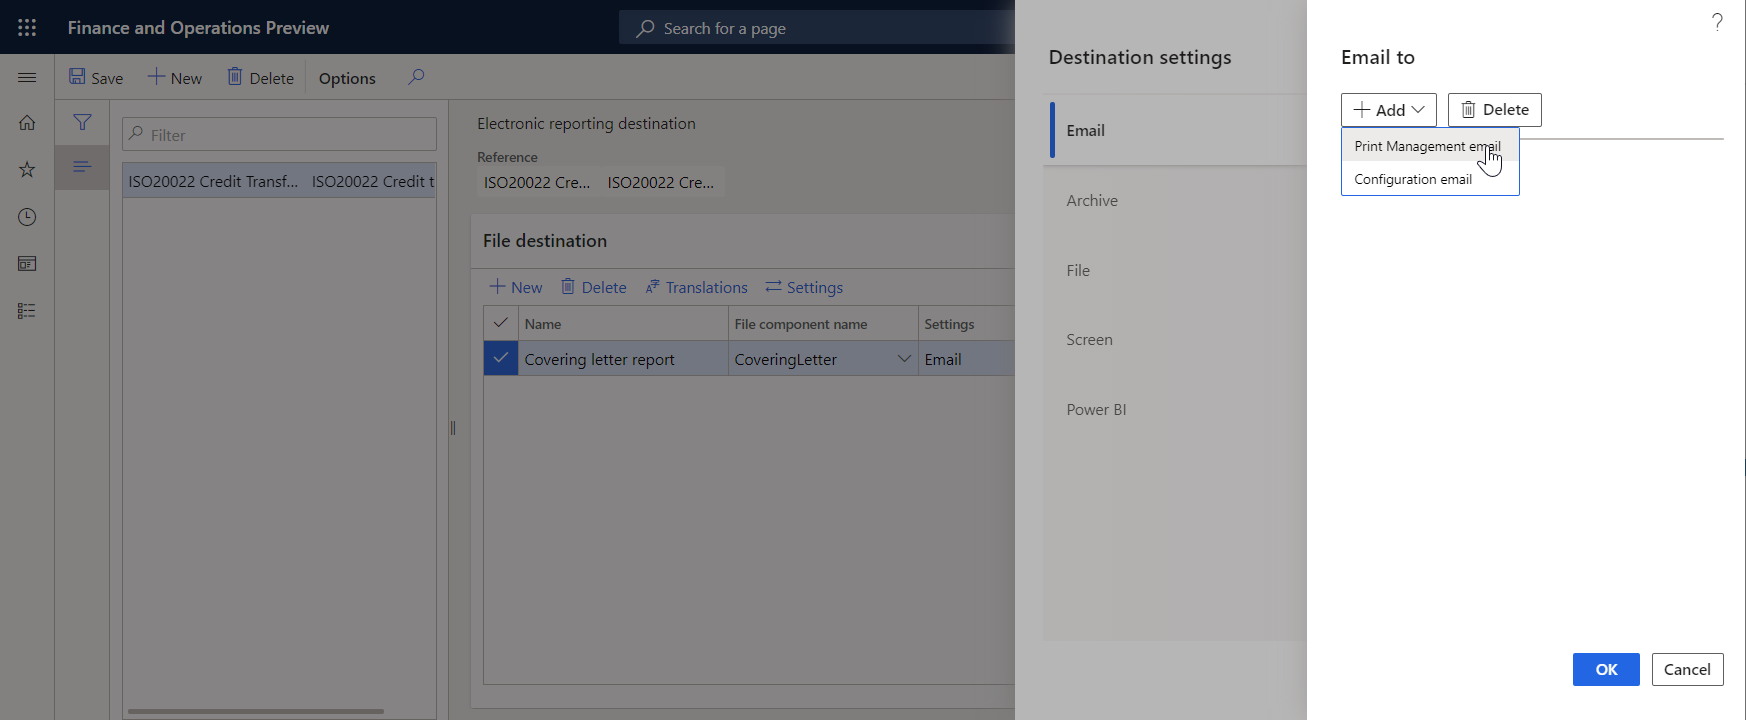 Finance and Operations Preview
Search for a page
Save
New
Delete
Options
Filter
ISO20022 Credit Transf... ISO20022 Credit t
Electronic reporting destination
Reference
ISO20022 Cre... ISO20022 Cre...
File destination
New
Delete
Translations
Settings
Name
File component name
Settings
Covering letter report
CoveringLetter
Email
Destination settings
Email
Archive
File
Screen
Power BI
?
Email to
Add
Delete
Print Management email
Configuration email
OK
Cancel